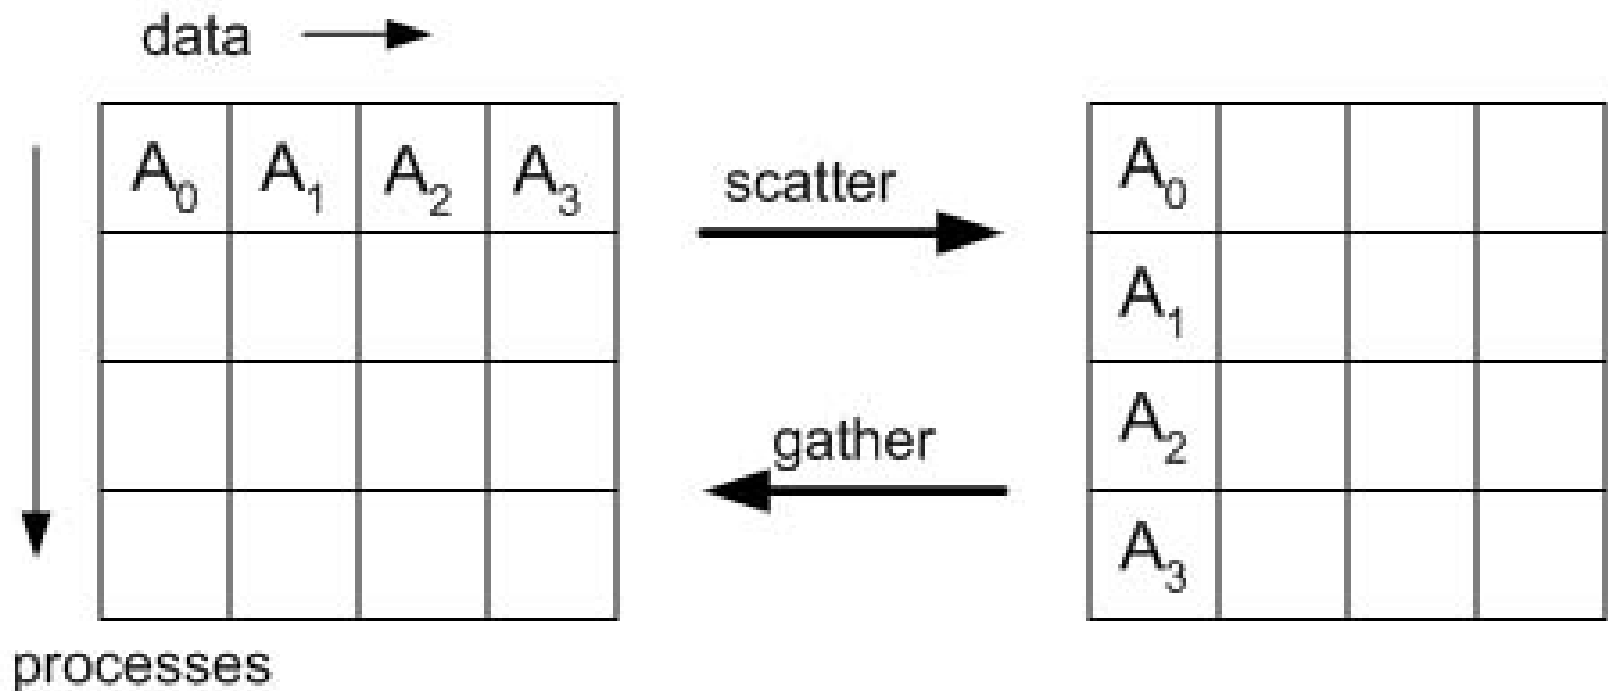 data
A₀ A₁ A₂ A₃
scatter
gather
A₀
A₁
A₂
A₃
processes